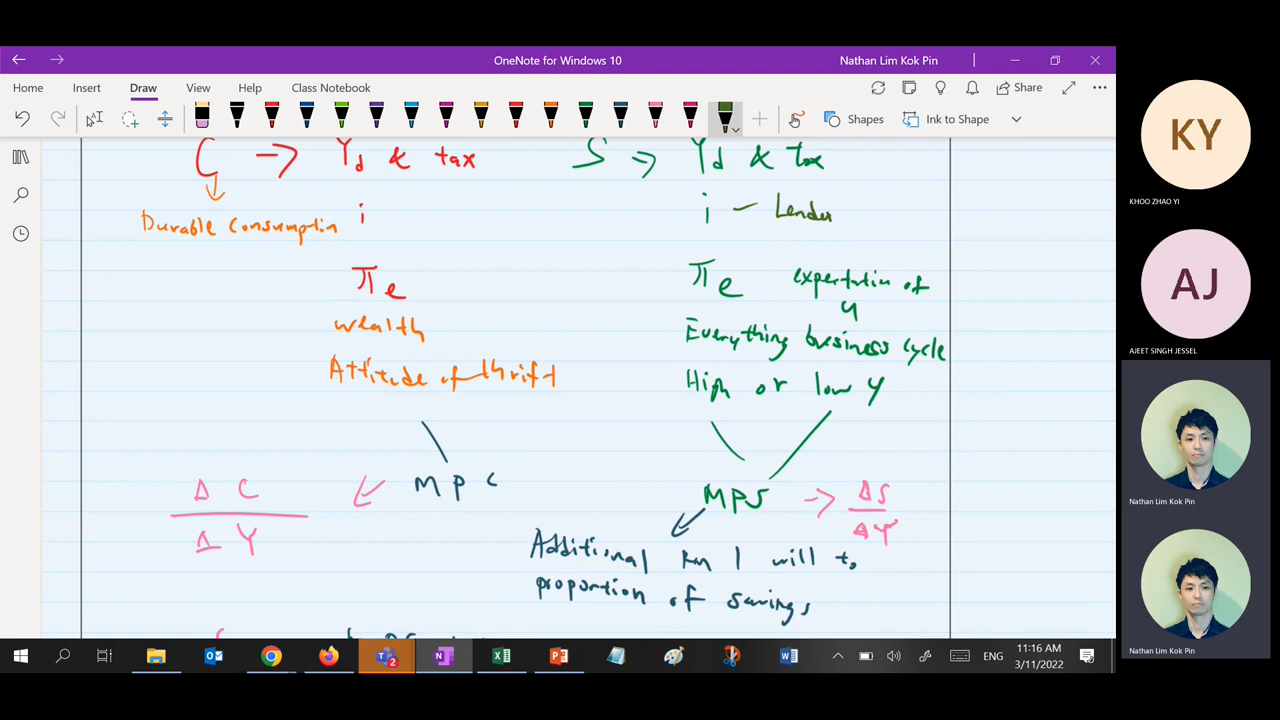 OneNote for Windows 10
Nathan Lim Kok Pin
Home Insert Draw View Help Class Notebook
Share
Shapes Ink to Shape
C → Yd & tax
S → Yd & tax
Durable Consumption
i
i – Lender
πe
πe expectation of
y
wealth
Everything business cycle
Attitude of thrift
High or low y
MPC
Δ C
Δ Y
MPS → ΔS
ΔY
Additional Rm 1 will to
proportion of savings
KY
KHOO ZHAO YI
AJ
AJEET SINGH JESSEL
Nathan Lim Kok Pin
Nathan Lim Kok Pin
2
ENG
11:16 AM
3/11/2022